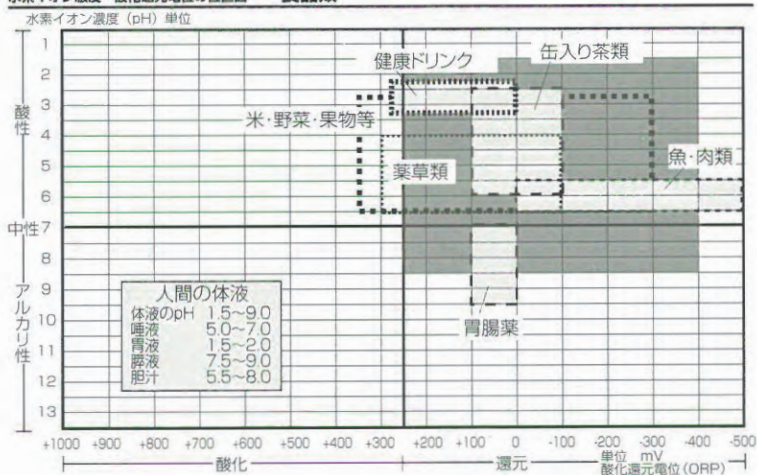 水素イオン濃度（pH）単位
1
2
3
4
5
6
中性7
8
9
10
11
12
13
酸性
アルカリ性
健康ドリンク
缶入り茶類
米・野菜・果物等
薬草類
魚・肉類
胃腸薬
人間の体液
体液のpH 1.5〜9.0
唾液 5.0〜7.0
胃液 1.5〜2.0
膵液 7.5〜9.0
胆汁 5.5〜8.0
+1000 +900 +800 +700 +600 +500 +400 +300 +200 +100 0 -100 -200 -300 -400 -500
酸化
還元
単位 mV
酸化還元電位(ORP)